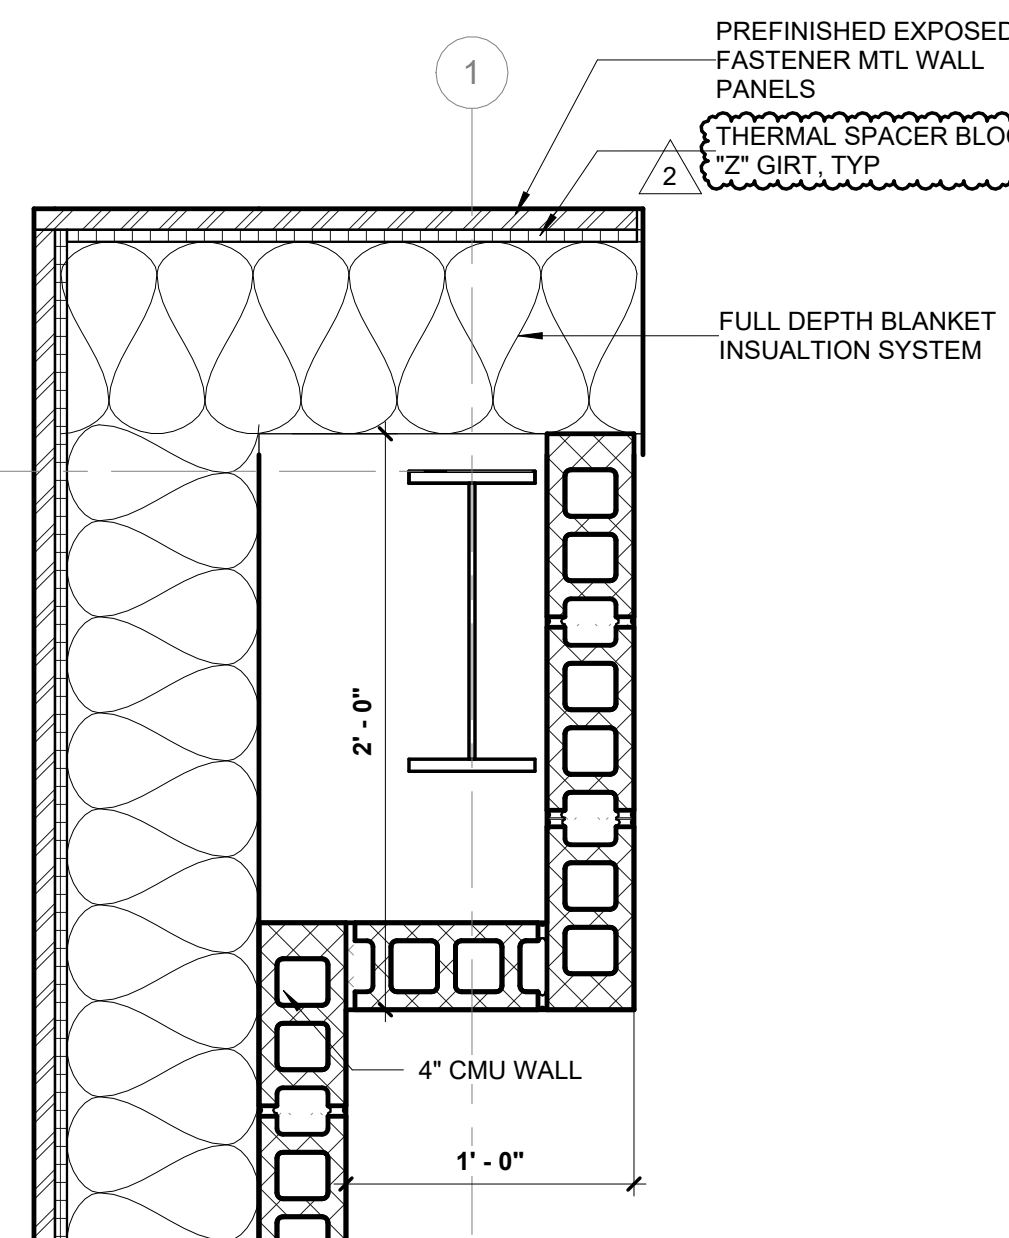 1
PREFINISHED EXPOSED
FASTENER MTL WALL
PANELS
THERMAL SPACER
"Z" GIRT, TYP
2
FULL DEPTH BLANKET
INSUALTION SYSTEM
2' - 0"
4" CMU WALL
1' - 0"